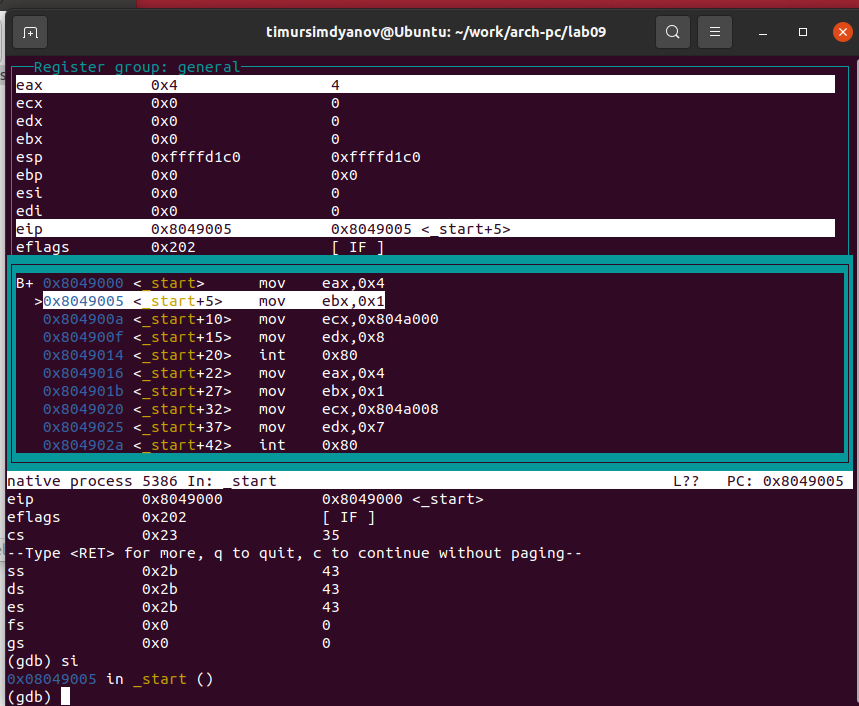 timursimdyanov@Ubuntu: ~/work/arch-pc/lab09
Register group: general
eax 0x4 4
ecx 0x0 0
edx 0x0 0
ebx 0x0 0
esp 0xffffd1c0 0xffffd1c0
ebp 0x0 0x0
esi 0x0 0
edi 0x0 0
eip 0x8049005 0x8049005 <_start+5>
eflags 0x202 [ IF ]
B+ 0x8049000 <_start> mov eax,0x4
>0x8049005 <_start+5> mov ebx,0x1
0x804900a <_start+10> mov ecx,0x804a000
0x804900f <_start+15> mov edx,0x8
0x8049014 <_start+20> int 0x80
0x8049016 <_start+22> mov eax,0x4
0x804901b <_start+27> mov ebx,0x1
0x8049020 <_start+32> mov ecx,0x804a008
0x8049025 <_start+37> mov edx,0x7
0x804902a <_start+42> int 0x80
native process 5386 In: _start L?? PC: 0x8049005
eip 0x8049000 0x8049000 <_start>
eflags 0x202 [ IF ]
cs 0x23 35
--Type <RET> for more, q to quit, c to continue without paging--
ss 0x2b 43
ds 0x2b 43
es 0x2b 43
fs 0x0 0
gs 0x0 0
(gdb) si
0x08049005 in _start ()
(gdb)